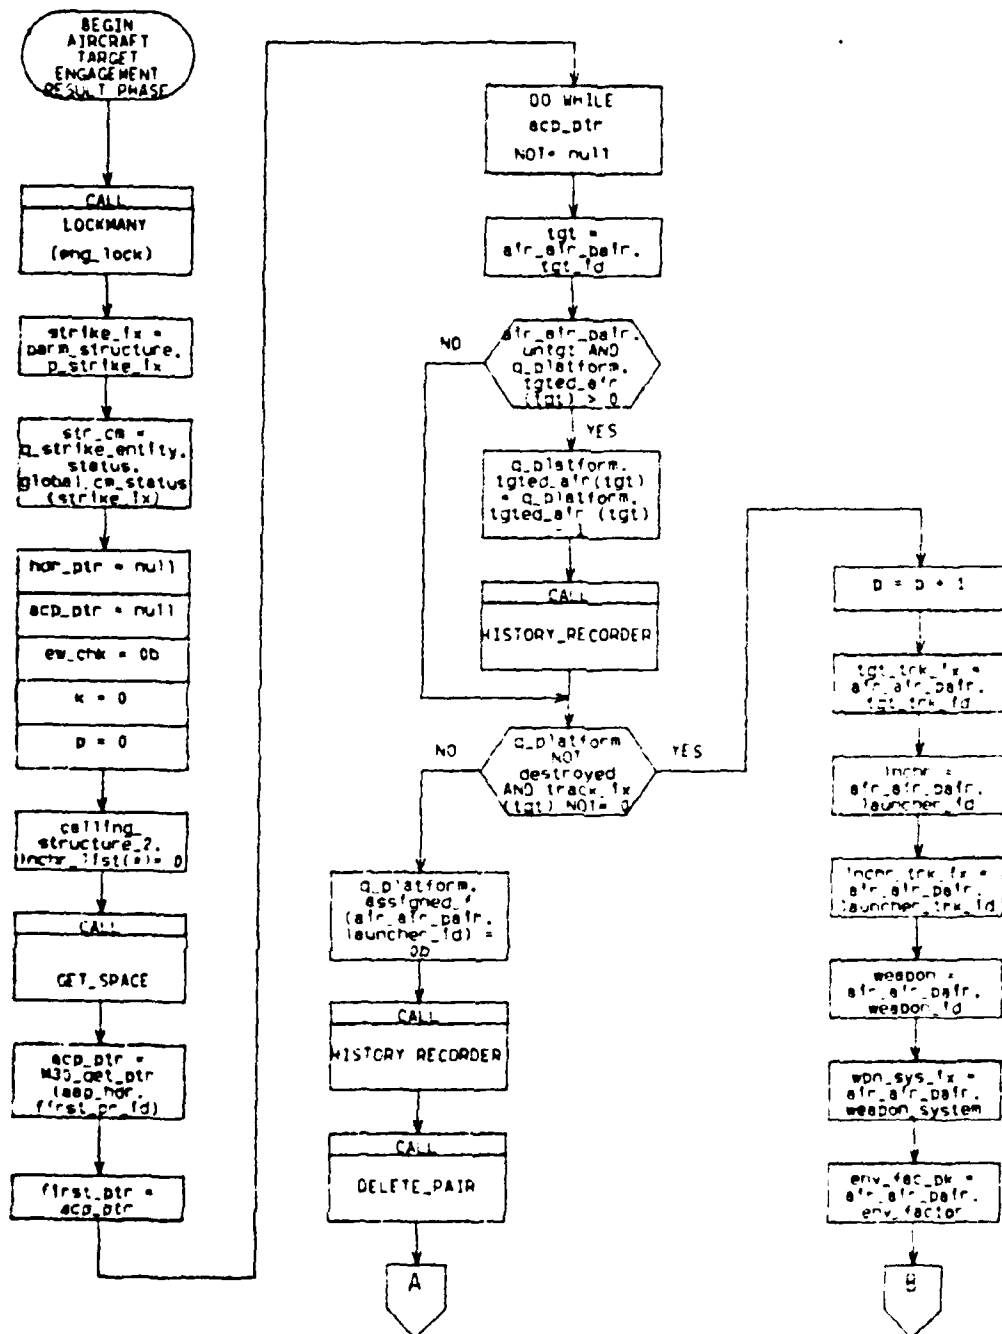 BEGIN
AIRCRAFT
TARGET
ENGAGEMENT
RESULT PHASE
CALL
LOCKMANY
(eng_lock)
strike_ix =
parm_structure.
p_strike_ix
str_cm =
q_strike_entity.
status.
global_cm_status
(strike_ix)
hdr_ptr = null
acp_ptr = null
ew_chk = 0b
k = 0
p = 0
calling_
structure_2.
lnchr_list(*)= 0
CALL
GET_SPACE
acp_ptr =
(aap_hdr.
first_pr_id)
first_ptr =
acp_ptr
DO WHILE
acp_ptr
NOT= null
tgt =
air_air_pair.
tgt_id
air_air_pair.
untgt AND
q_platform.
tgted_air
(tgt) > 0
NO
YES
q_platform.
tgted_air(tgt)
= q_platform.
tgted_air (tgt)
CALL
HISTORY_RECORDER
q_platform
NOT
destroyed
AND track_ix
(tgt) NOT= 0
NO
YES
q_platform.
assigned_f
(air_air_pair.
launcher_id) =
0b
CALL
HISTORY RECORDER
CALL
DELETE_PAIR
A
p = p + 1
tgt_trk_ix =
air_air_pair.
tgt_trk_id
lnchr =
air_air_pair.
launcher_id
lnchr_trk_ix =
air_air_pair.
launcher_trk_id
weapon =
air_air_pair.
weapon_id
wpn_sys_ix =
air_air_pair.
weapon_system
env_fac_pk =
air_air_pair.
env_factor
B